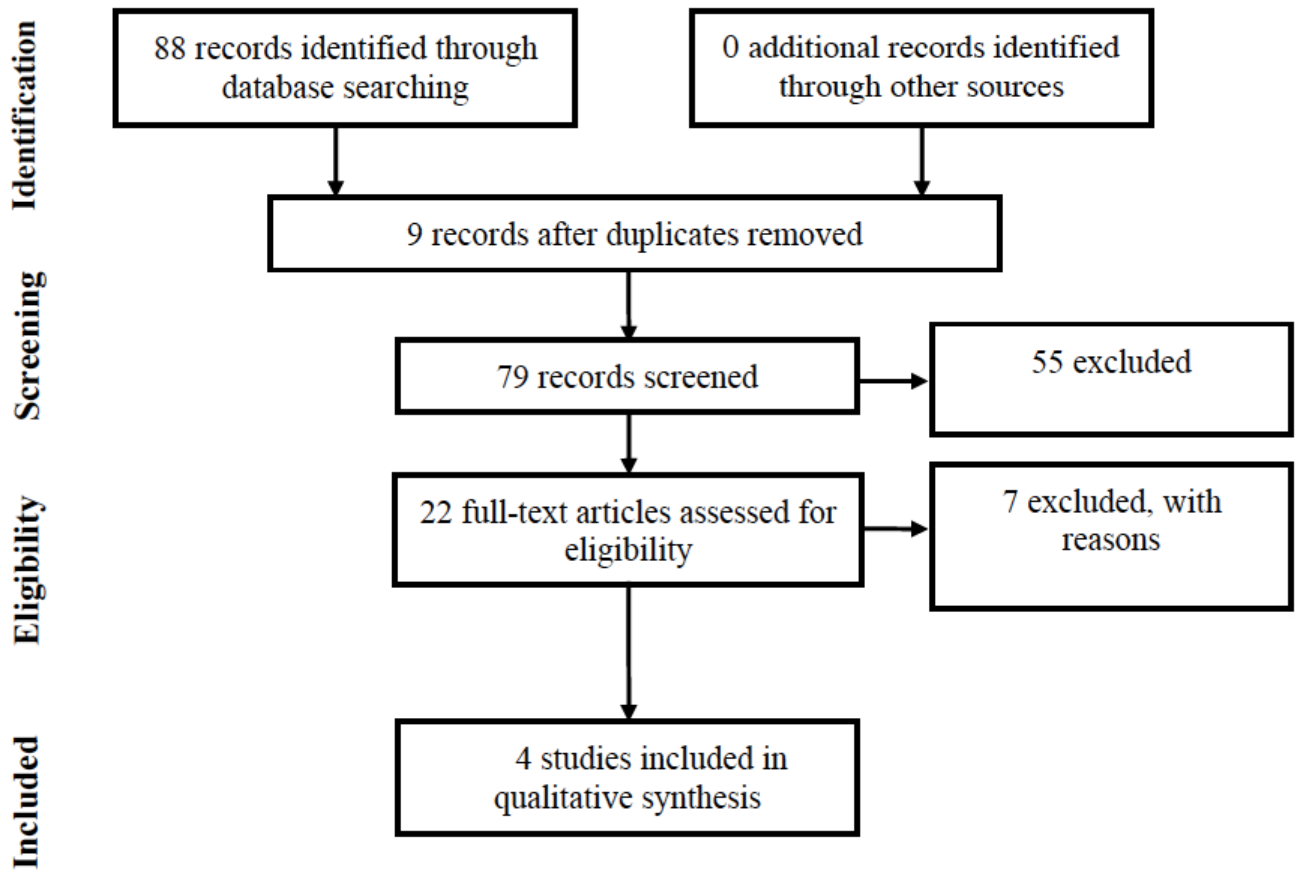 Identification
88 records identified through
database searching
0 additional records identified
through other sources
9 records after duplicates removed
Screening
79 records screened
55 excluded
Eligibility
22 full-text articles assessed for
eligibility
7 excluded, with
reasons
Included
4 studies included in
qualitative synthesis